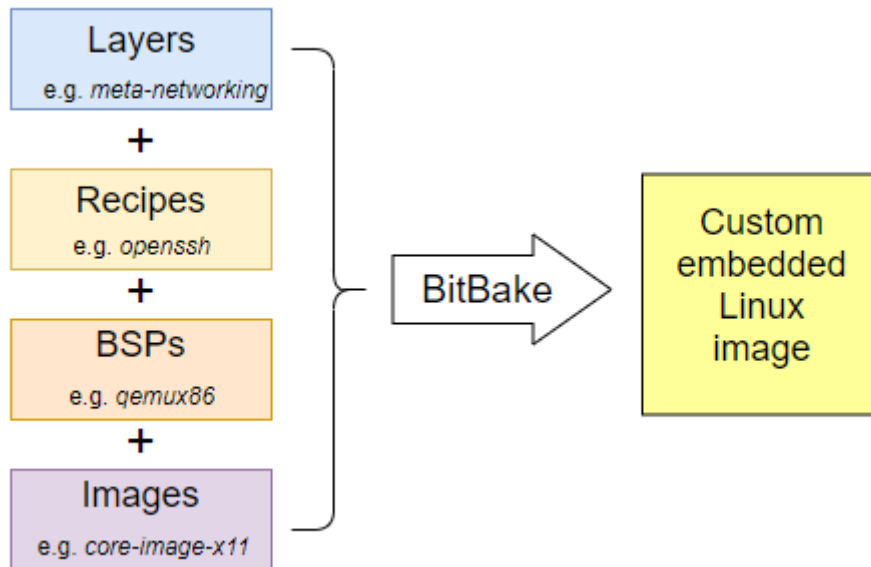 Layers
e.g. meta-networking
+
Recipes
e.g. openssh
+
BSPs
e.g. qemux86
+
Images
e.g. core-image-x11
BitBake
Custom
embedded
Linux
image